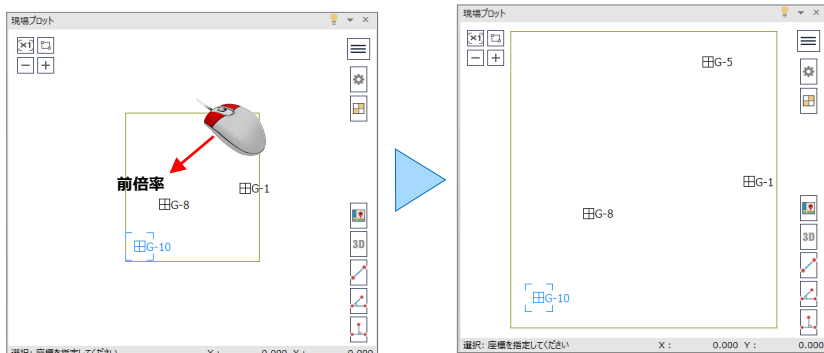 現場プロット
×1
前倍率
G-1
G-8
G-10
3D
選択: 座標を指定してください X : 0.000 Y : 0.000
現場プロット
×1
G-5
G-1
G-8
G-10
3D
選択: 座標を指定してください X : 0.000 Y : 0.000